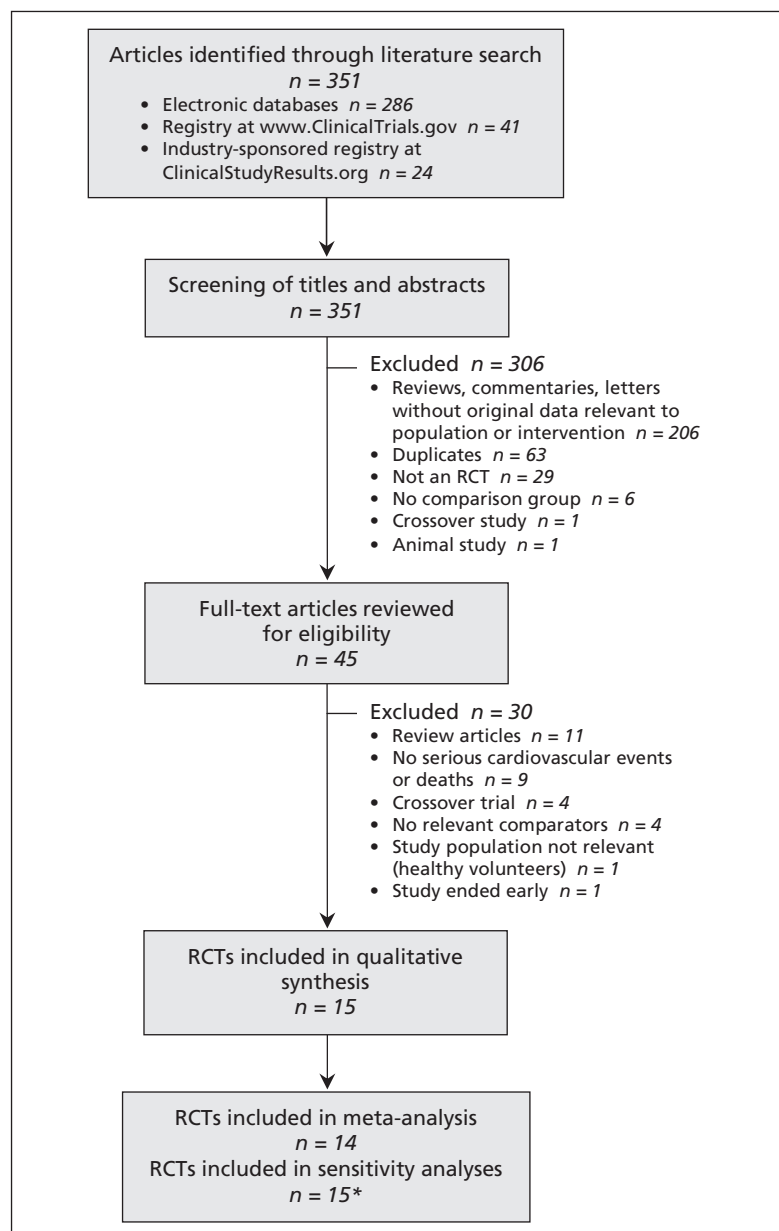 Articles identified through literature search
n = 351
• Electronic databases n = 286
• Registry at www.ClinicalTrials.gov n = 41
• Industry-sponsored registry at
ClinicalStudyResults.org n = 24
Screening of titles and abstracts
n = 351
Excluded n = 306
• Reviews, commentaries, letters
without original data relevant to
population or intervention n = 206
• Duplicates n = 63
• Not an RCT n = 29
• No comparison group n = 6
• Crossover study n = 1
• Animal study n = 1
Full-text articles reviewed
for eligibility
n = 45
Excluded n = 30
• Review articles n = 11
• No serious cardiovascular events
or deaths n = 9
• Crossover trial n = 4
• No relevant comparators n = 4
• Study population not relevant
(healthy volunteers) n = 1
• Study ended early n = 1
RCTs included in qualitative
synthesis
n = 15
RCTs included in meta-analysis
n = 14
RCTs included in sensitivity analyses
n = 15*